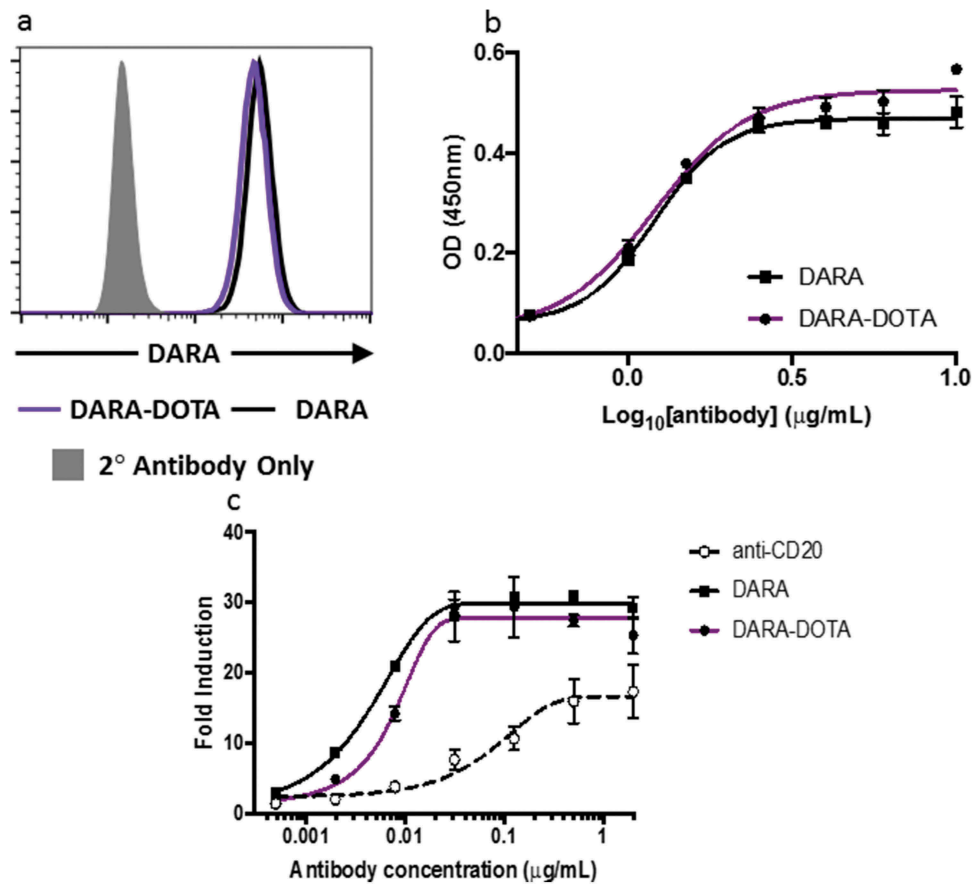 a
DARA
DARA-DOTA
DARA
2° Antibody Only
b
0.6
0.4
0.2
0.0
OD (450nm)
DARA
DARA-DOTA
0.0
0.5
1.0
Log10[antibody] (μg/mL)
c
40
30
20
10
0
Fold Induction
anti-CD20
DARA
DARA-DOTA
0.001
0.01
0.1
1
Antibody concentration (μg/mL)